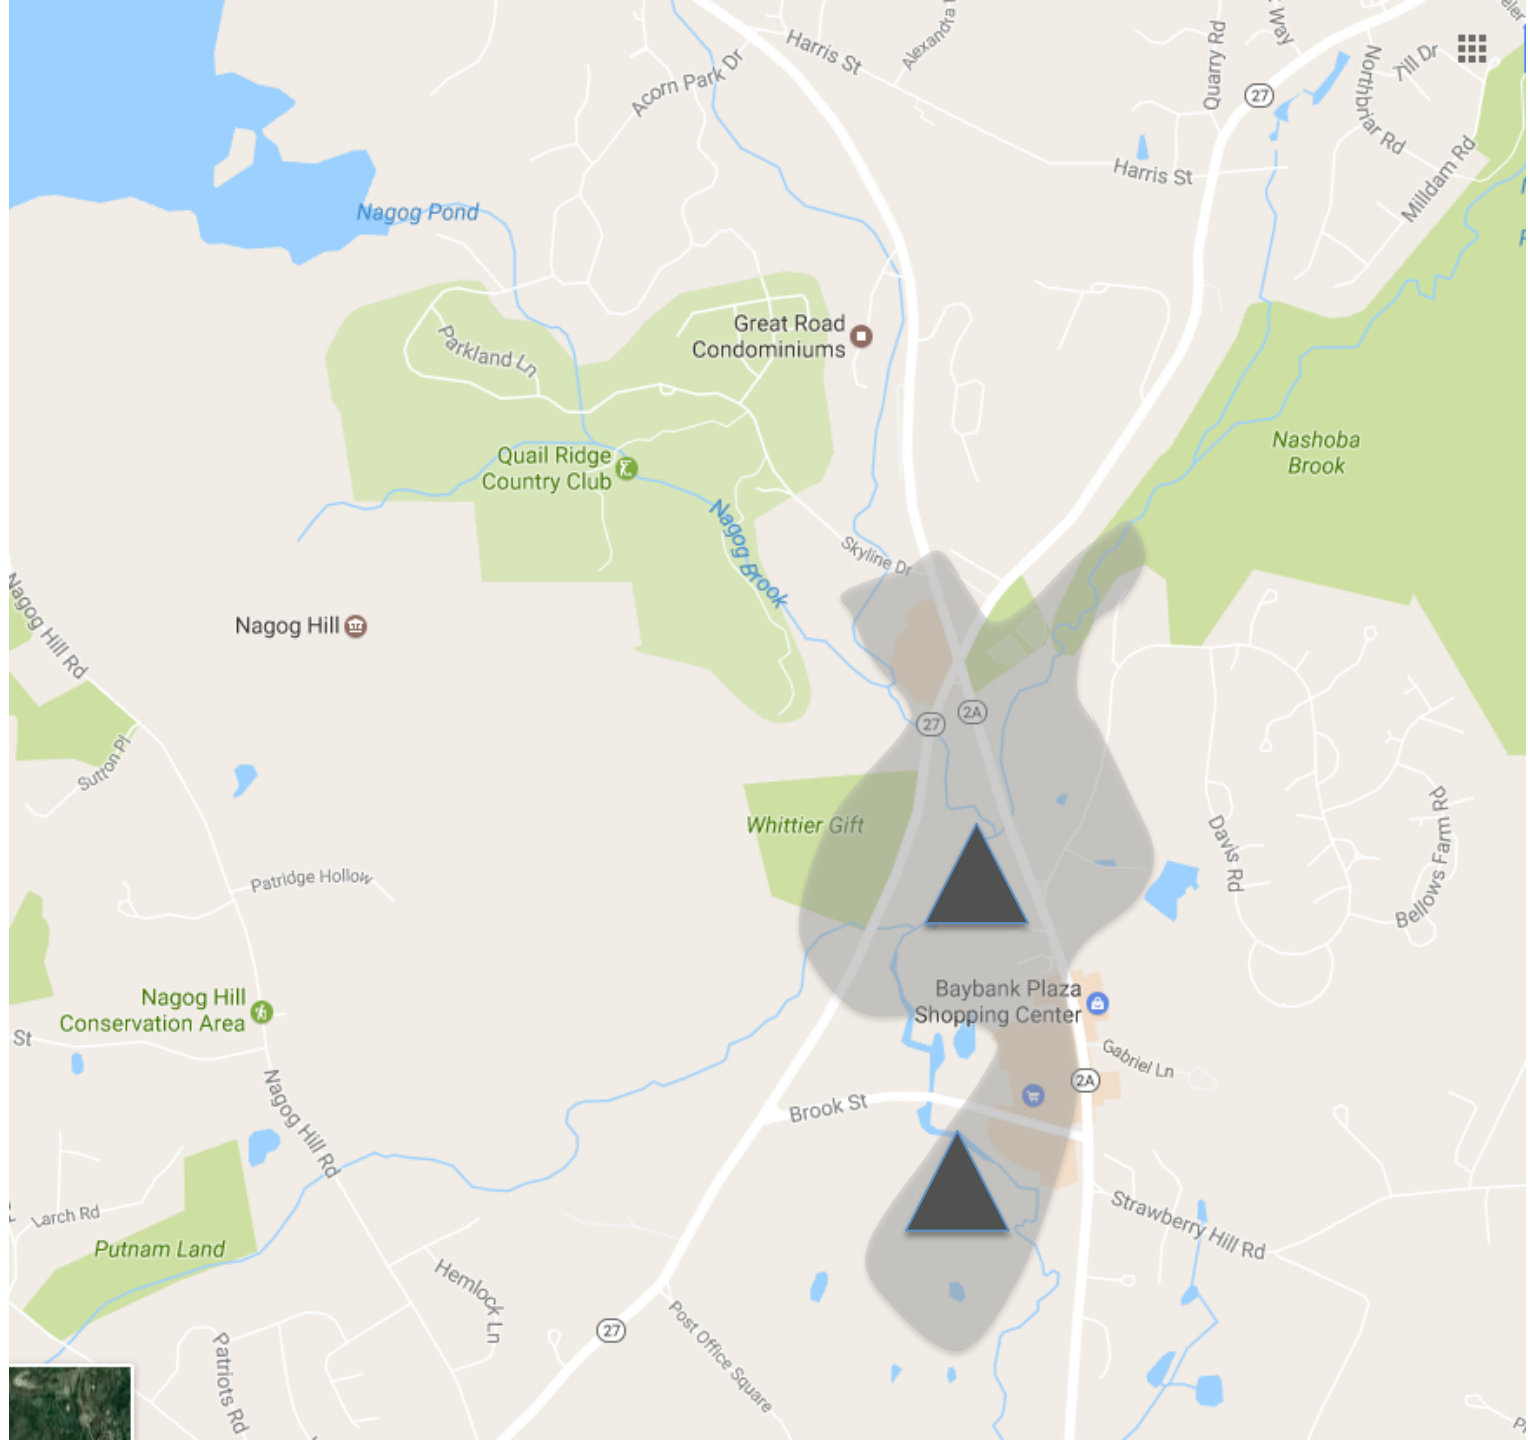 Harris St
Alexandra
Way
Quarry Rd
27
Northbriar Rd
Till Dr
Acorn Park Dr
Harris St
Milldam Rd
Nagog Pond
Great Road
Condominiums
Parkland Ln
Nashoba
Brook
Quail Ridge
Country Club
Nagog Brook
Skyline Dr
Nagog Hill Rd
Nagog Hill
27
2A
Sutton Pl
Whittier Gift
Davis Rd
Bellows Farm Rd
Patridge Hollow
Baybank Plaza
Shopping Center
Nagog Hill
Conservation Area
St
Gabriel Ln
2A
Nagog Hill Rd
Brook St
Larch Rd
Strawberry Hill Rd
Putnam Land
Hemlock Ln
27
Post Office Square
Patriots Rd